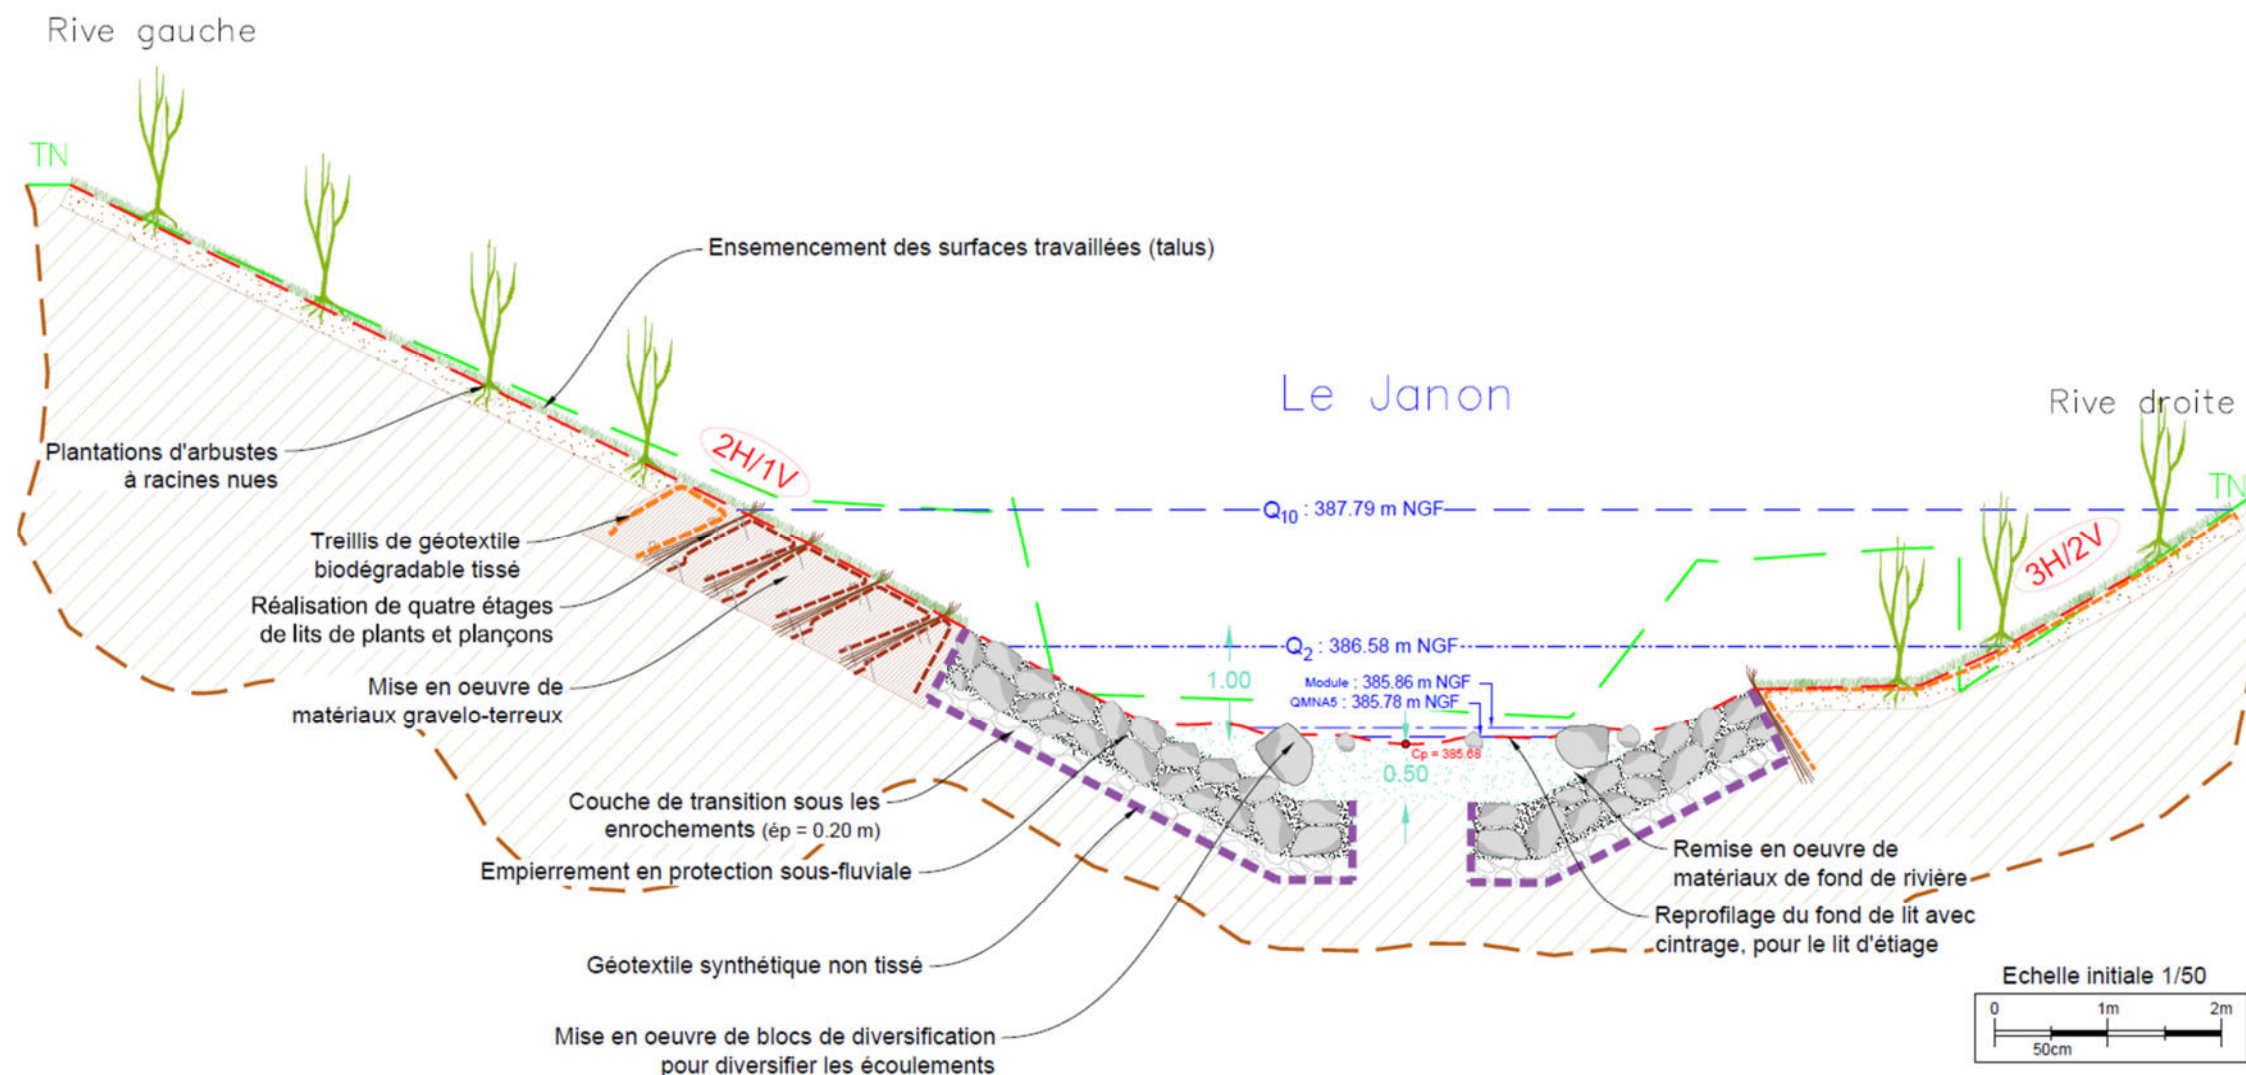 Rive gauche
TN
Ensemencement des surfaces travaillées (talus)
Le Janon
Rive droite
Plantations d'arbustes
à racines nues
2H/1V
Q10 : 387.79 m NGF
TN
3H/2V
Treillis de géotextile
biodégradable tissé
Réalisation de quatre étages
de lits de plants et plançons
Q2 : 386.58 m NGF
1.00
Module : 385.86 m NGF
QMNA5 : 385.78 m NGF
Mise en oeuvre de
matériaux gravelo-terreux
Cp = 385.68
0.50
Couche de transition sous les
enrochements (ép = 0.20 m)
Empierrement en protection sous-fluviale
Remise en oeuvre de
matériaux de fond de rivière
Reprofilage du fond de lit avec
cintrage, pour le lit d'étiage
Géotextile synthétique non tissé
Mise en oeuvre de blocs de diversification
pour diversifier les écoulements
Echelle initiale 1/50
0 1m 2m
50cm